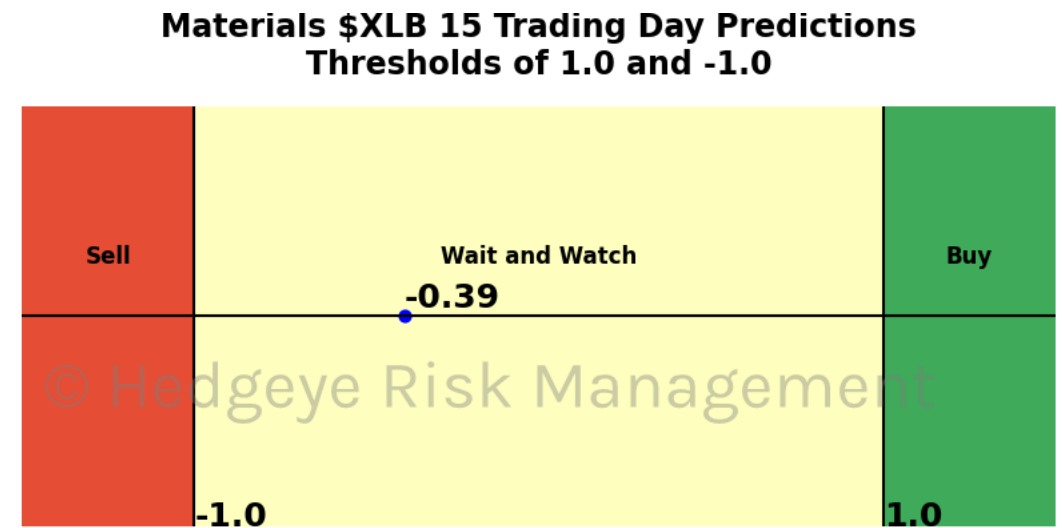 Materials $XLB 15 Trading Day Predictions
Thresholds of 1.0 and -1.0
Sell
Wait and Watch
Buy
-0.39
© Hedgeye Risk Management
-1.0
1.0